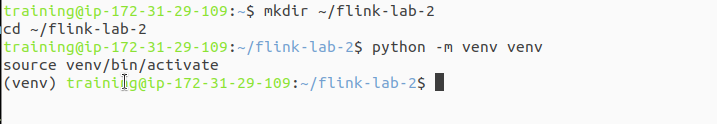 training@ip-172-31-29-109:~$ mkdir ~/flink-lab-2
cd ~/flink-lab-2
training@ip-172-31-29-109:~/flink-lab-2$ python -m venv venv
source venv/bin/activate
(venv) training@ip-172-31-29-109:~/flink-lab-2$